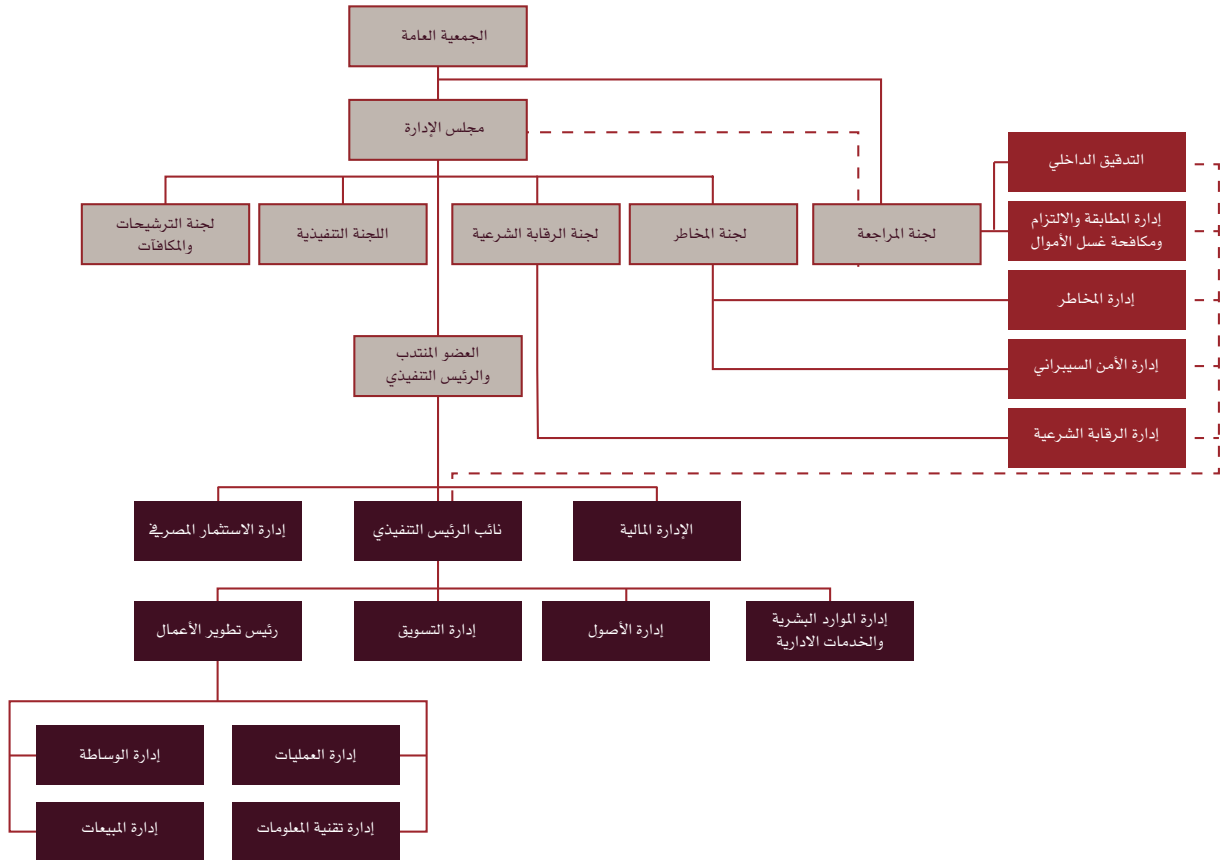 الجمعية العامة
مجلس الإدارة
التدقيق الداخلي
إدارة المطابقة والالتزام
ومكافحة غسل الأموال
لجنة المراجعة
لجنة المخاطر
لجنة الرقابة الشرعية
اللجنة التنفيذية
لجنة الترشيحات
والمكافآت
إدارة المخاطر
إدارة الأمن السيبراني
العضو المنتدب
والرئيس التنفيذي
إدارة الرقابة الشرعية
الإدارة المالية
نائب الرئيس التنفيذي
إدارة الاستثمار المصرفي
إدارة الموارد البشرية
والخدمات الادارية
إدارة الأصول
إدارة التسويق
رئيس تطوير الأعمال
إدارة العمليات
إدارة الوساطة
إدارة تقنية المعلومات
إدارة المبيعات